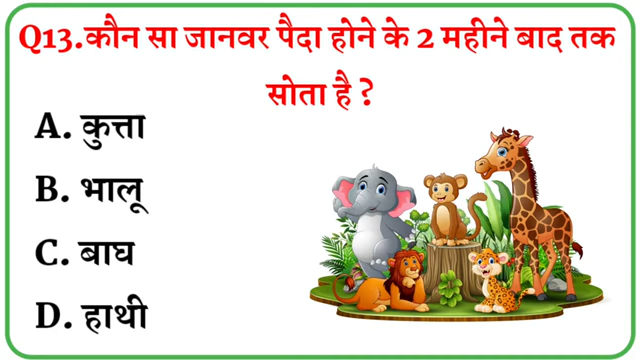 Q13.कौन सा जानवर पैदा होने के 2 महीने बाद तक
सोता है ?
A. कुत्ता
B. भालू
C. बाघ
D. हाथी